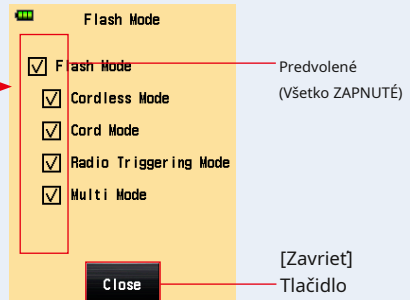 Flash Mode
Flash Mode
Predvolené
(Všetko ZAPNUTÉ)
Cordless Mode
Cord Mode
Radio Triggering Mode
Multi Mode
[Zavrieť]
Tlačidlo
Close